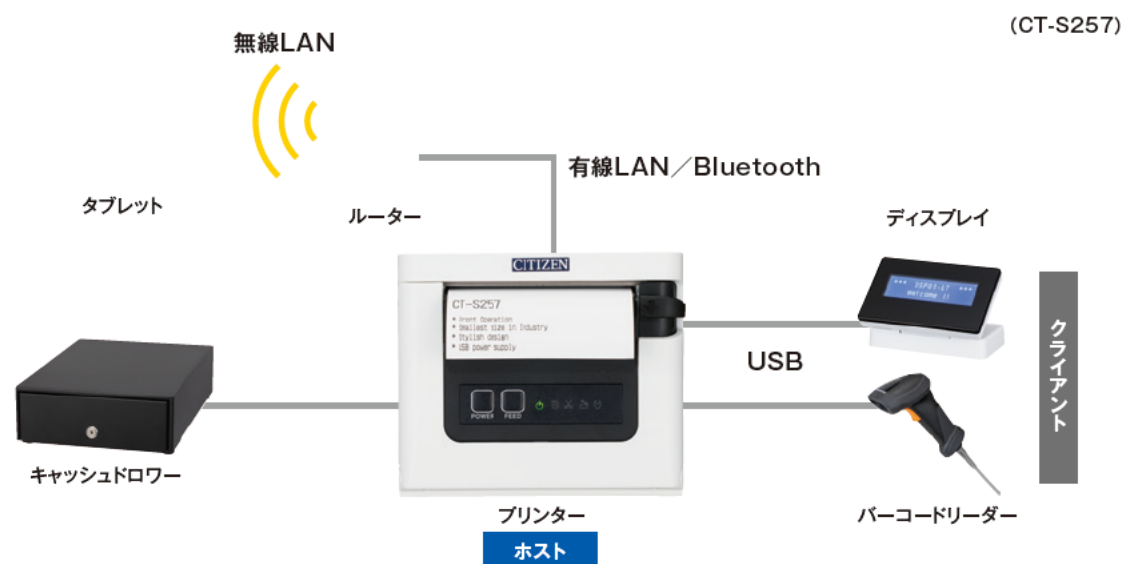 (CT-S257)
無線LAN
有線LAN／Bluetooth
タブレット
ルーター
ディスプレイ
CITIZEN
CT-S257
* Front Operation
* Smallest size in Industry
* Stylish design
* USB power supply
POWER
FEED
*** DSP01-LT ***
Welcome !!
USB
クライアント
キャッシュドロワー
プリンター
バーコードリーダー
ホスト